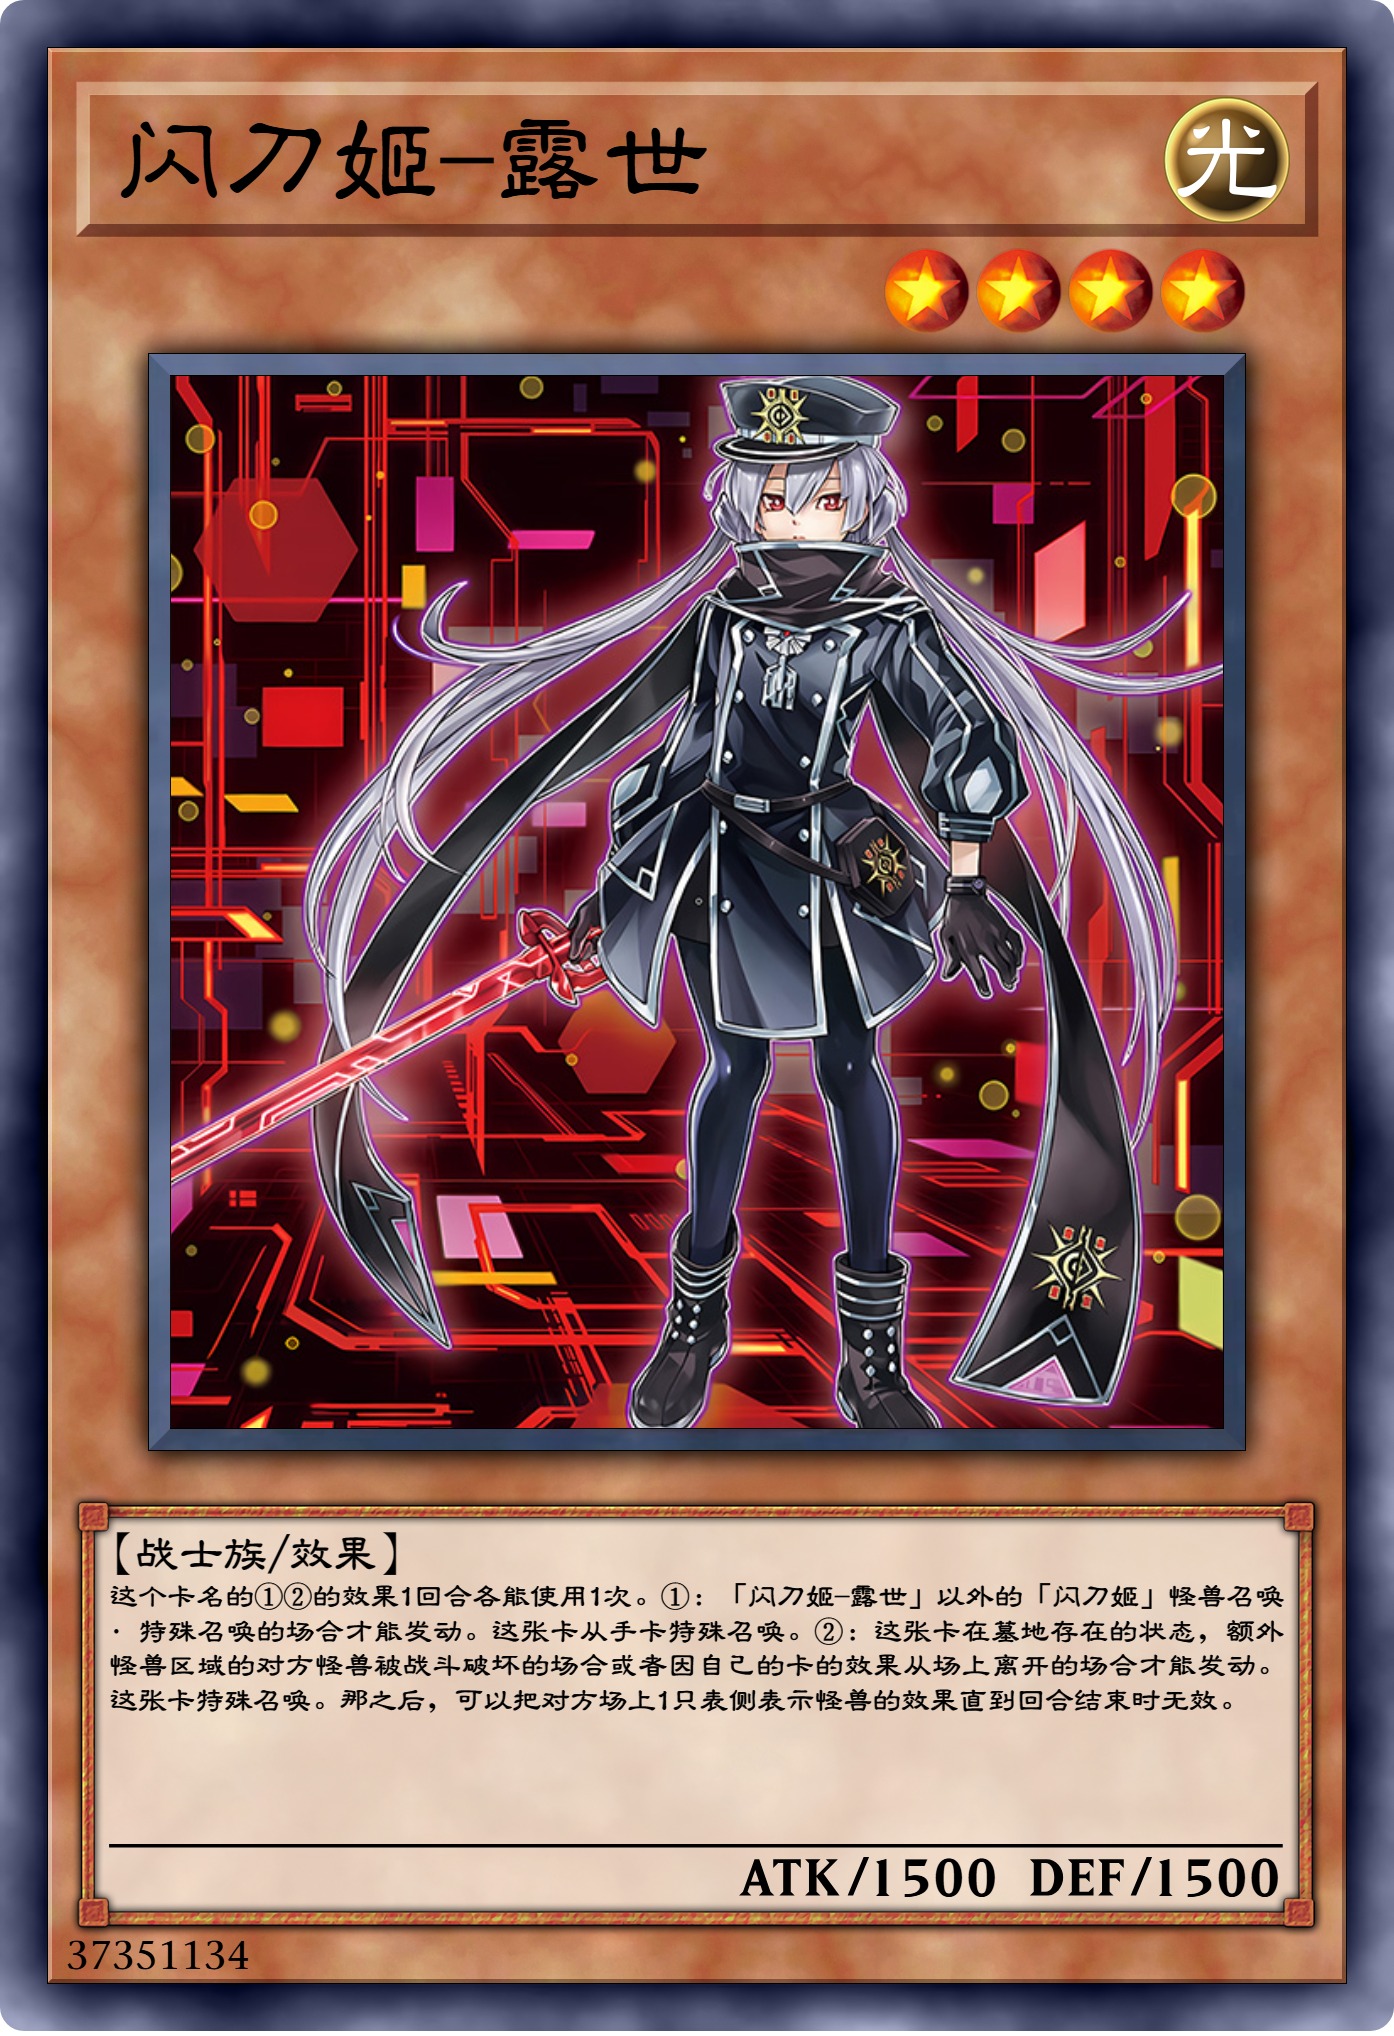 闪刀姬-露世
光
【战士族/效果】
这个卡名的①②的效果1回合各能使用1次。①：「闪刀姬-露世」以外的「闪刀姬」怪兽召唤
·特殊召唤的场合才能发动。这张卡从手卡特殊召唤。②：这张卡在墓地存在的状态，额外
怪兽区域的对方怪兽被战斗破坏的场合或者因自己的卡的效果从场上离开的场合才能发动。
这张卡特殊召唤。那之后，可以把对方场上1只表侧表示怪兽的效果直到回合结束时无效。
ATK/1500 DEF/1500
37351134